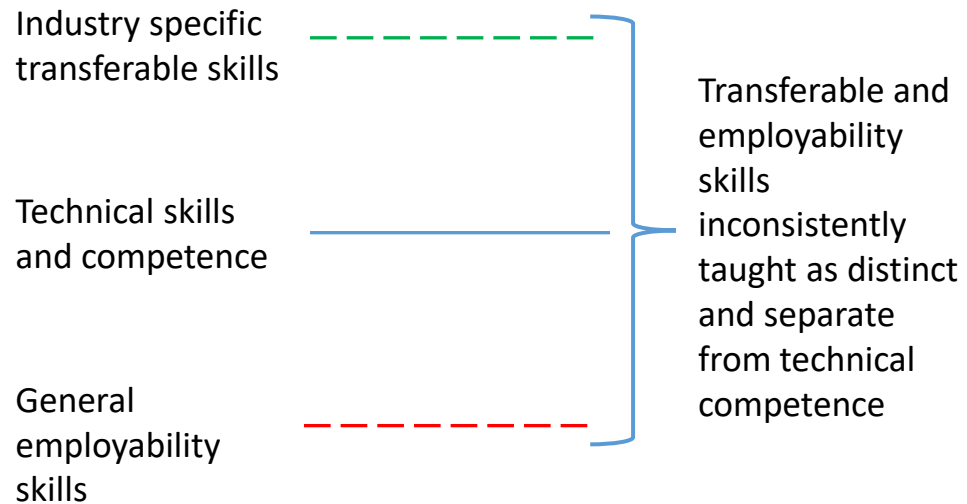 Industry specific
transferable skills
Technical skills
and competence
General
employability
skills
Transferable and
employability
skills
inconsistently
taught as distinct
and separate
from technical
competence